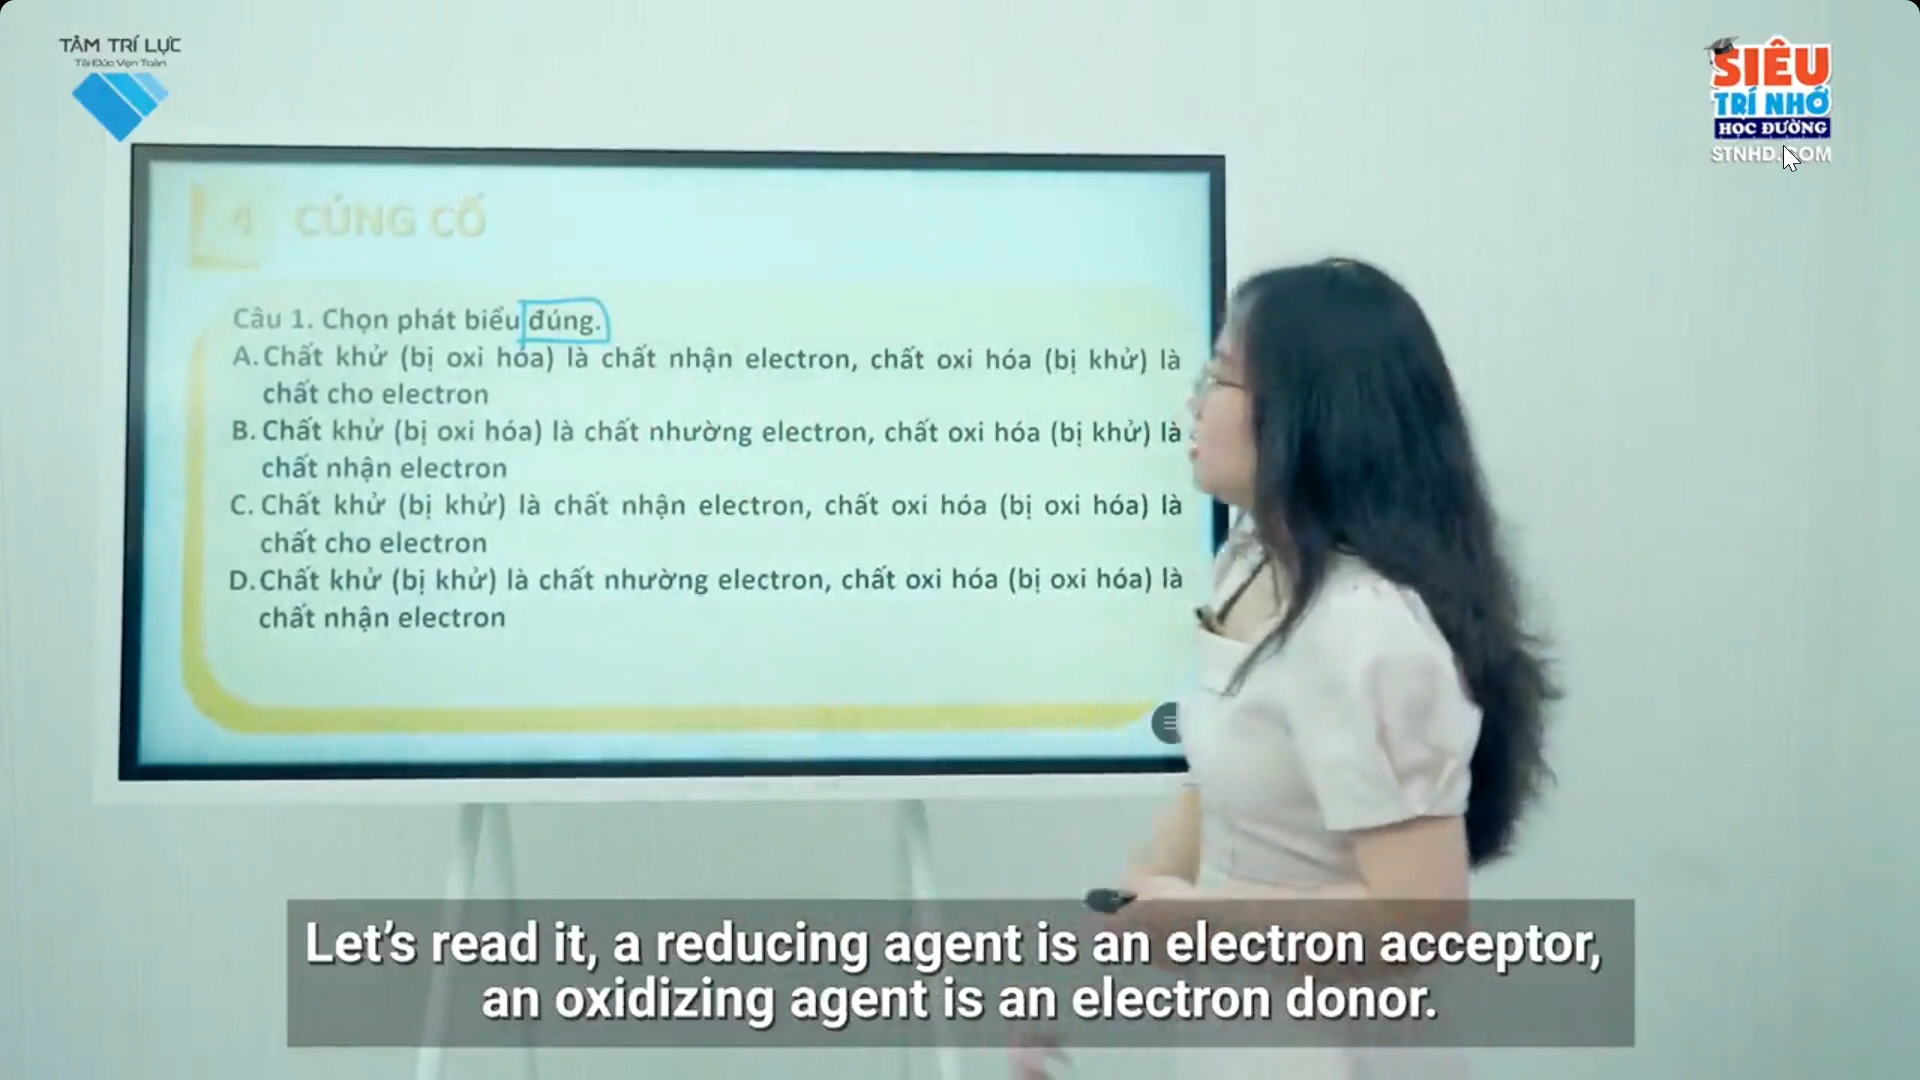 TÂM TRÍ LỰC
Tài Đức Vẹn Toàn
SIÊU
TRÍ NHỚ
HỌC ĐƯỜNG
STNHD.COM
4 CỦNG CỐ
Câu 1. Chọn phát biểu đúng.
A. Chất khử (bị oxi hóa) là chất nhận electron, chất oxi hóa (bị khử) là
chất cho electron
B. Chất khử (bị oxi hóa) là chất nhường electron, chất oxi hóa (bị khử) là
chất nhận electron
C. Chất khử (bị khử) là chất nhận electron, chất oxi hóa (bị oxi hóa) là
chất cho electron
D. Chất khử (bị khử) là chất nhường electron, chất oxi hóa (bị oxi hóa) là
chất nhận electron
Let's read it, a reducing agent is an electron acceptor,
an oxidizing agent is an electron donor.